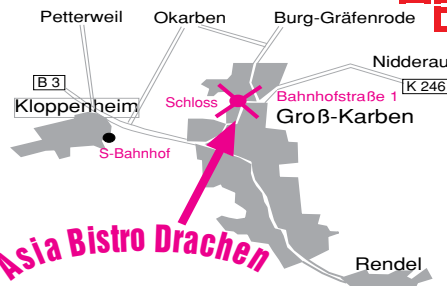 Petterweil
Okarben
Burg-Gräfenrode
Nidderau
B 3
K 246
Kloppenheim
Schloss
Bahnhofstraße 1
Groß-Karben
S-Bahnhof
Asia Bistro Drachen
Rendel